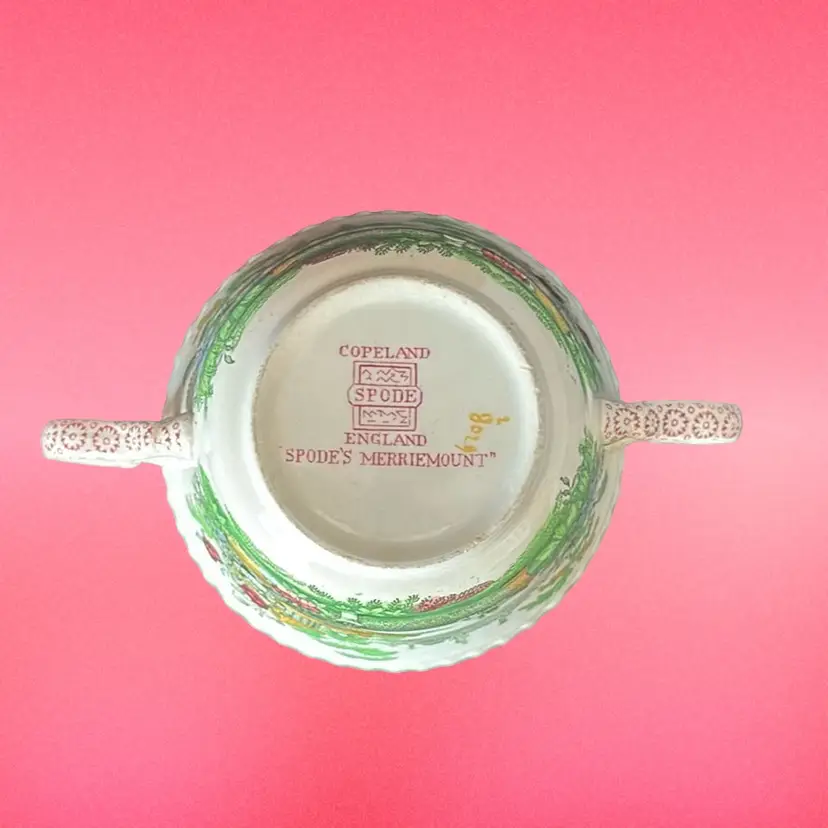 COPELAND
SPODE
ENGLAND
"SPODE'S MERRIEMOUNT"